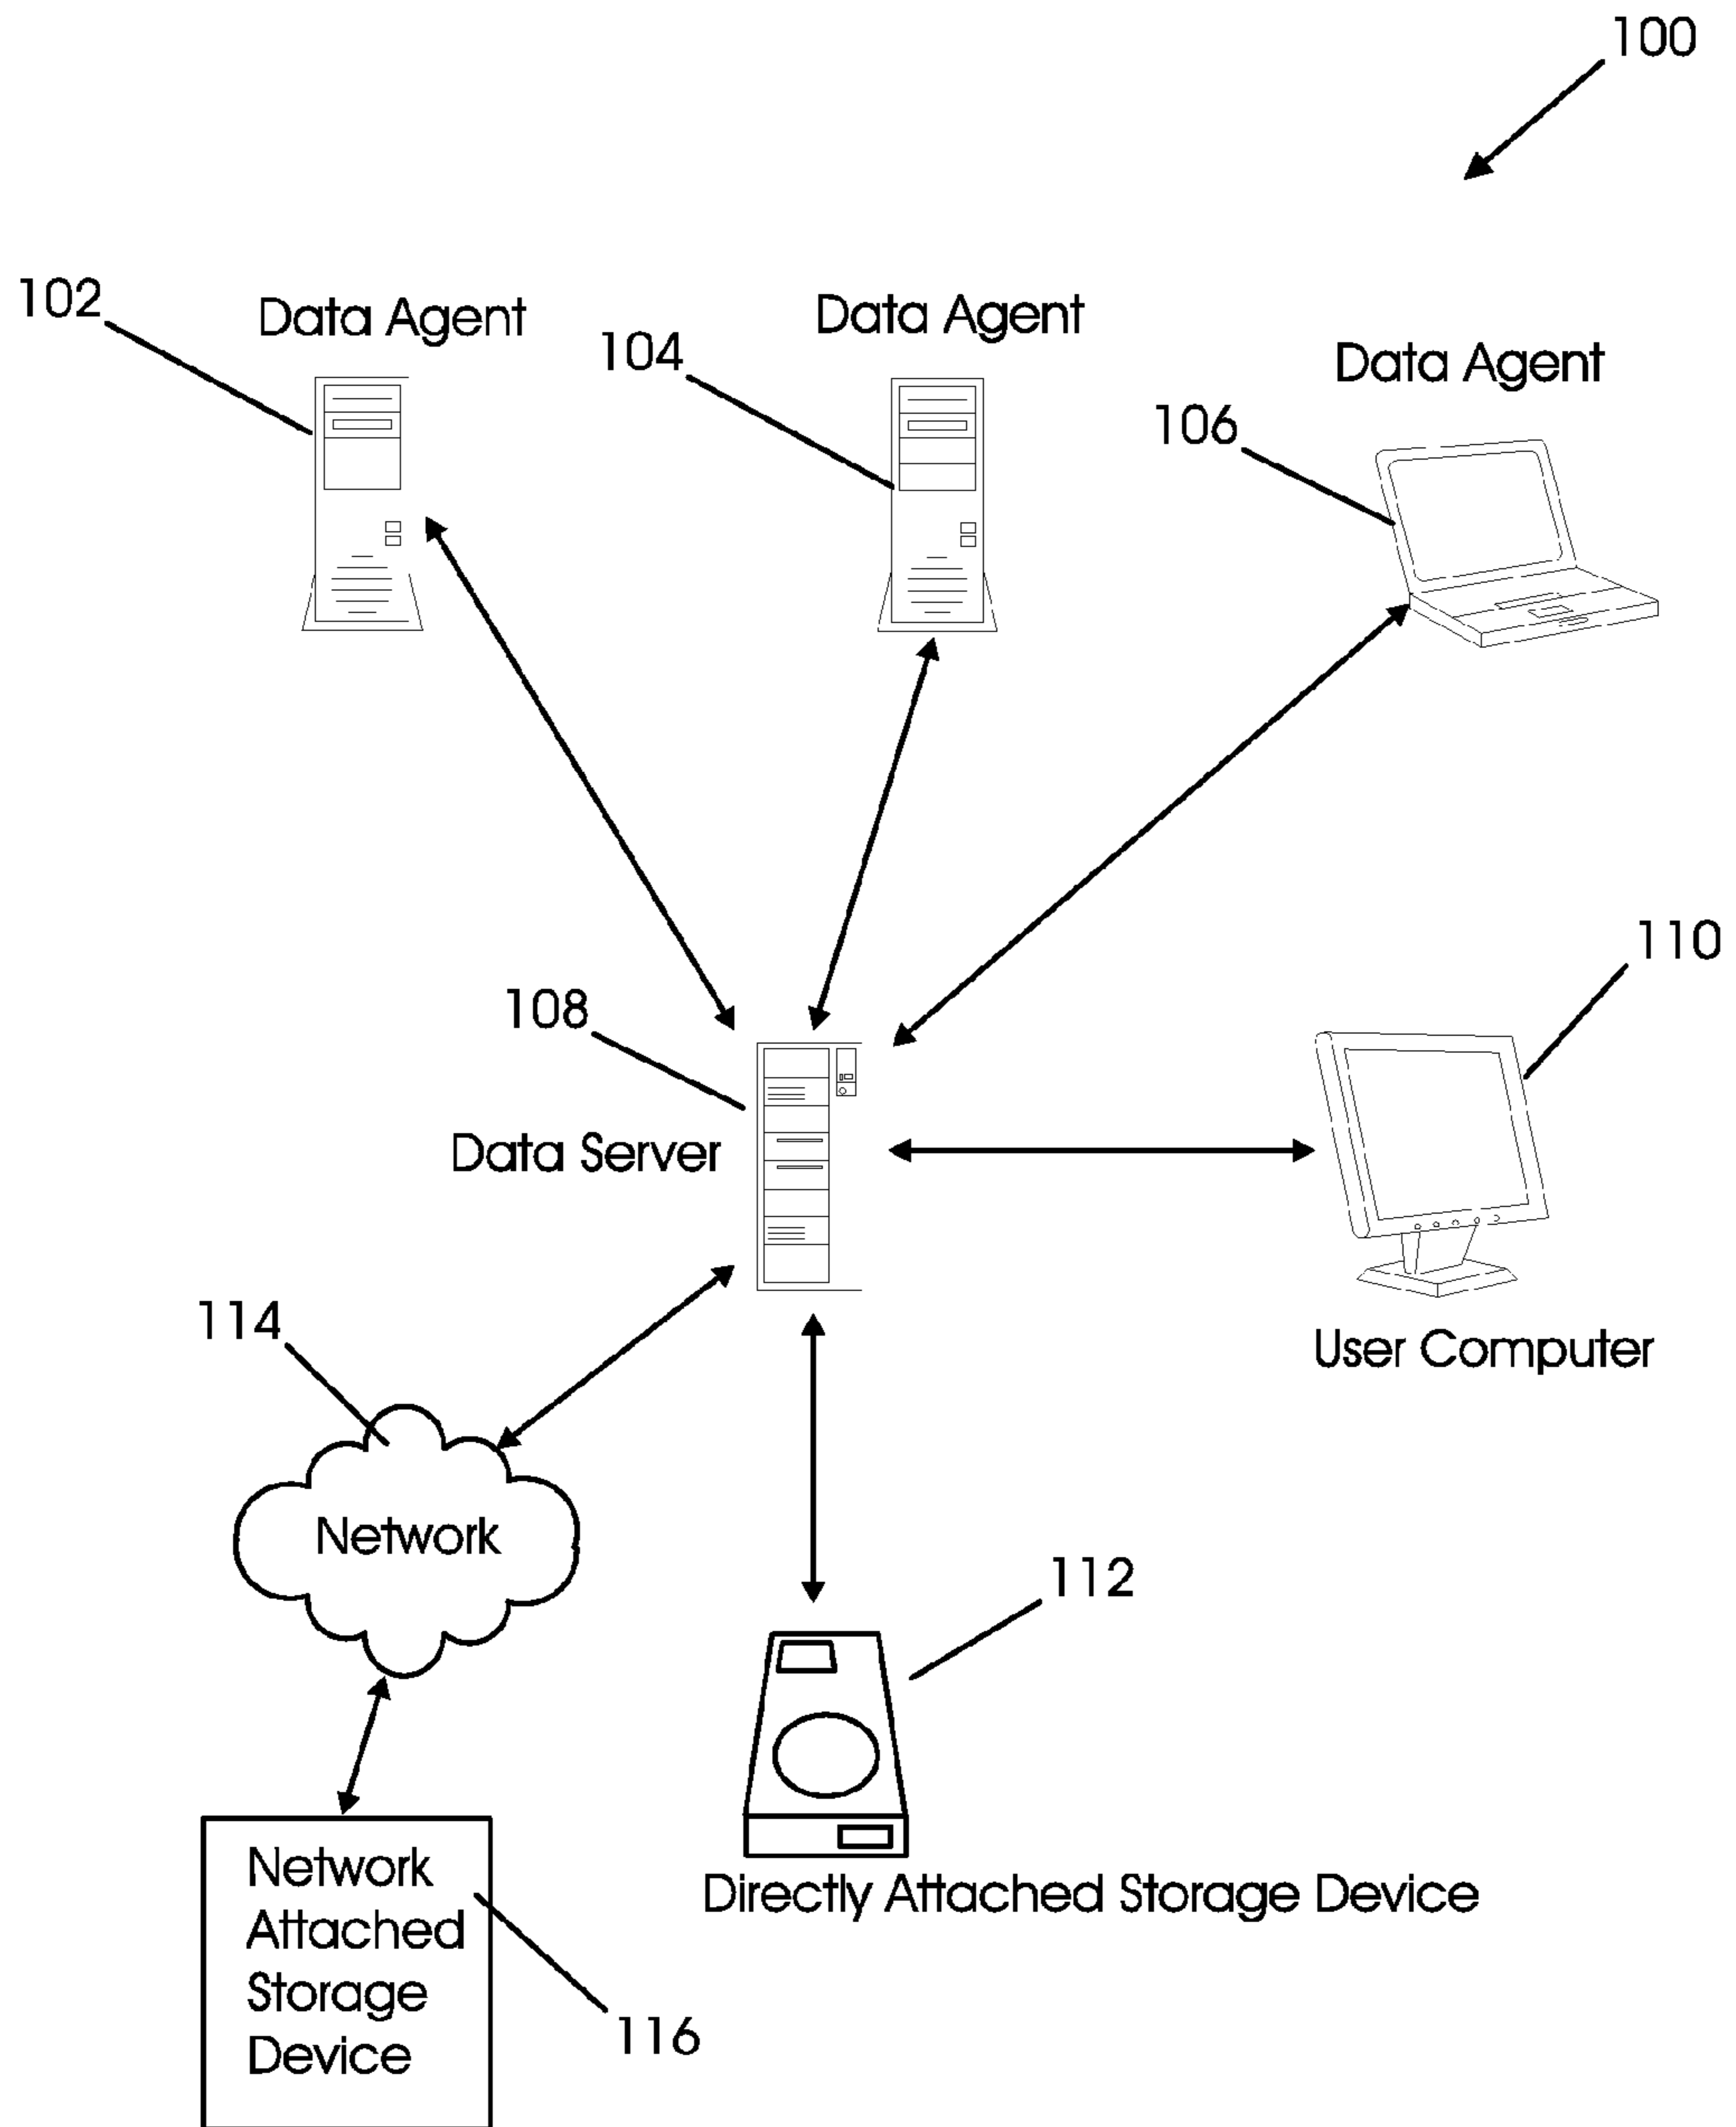 100
102
Data Agent
Data Agent
104
Data Agent
106
110
108
Data Server
114
User Computer
Network
112
Network
Attached
Storage
Device
Directly Attached Storage Device
116